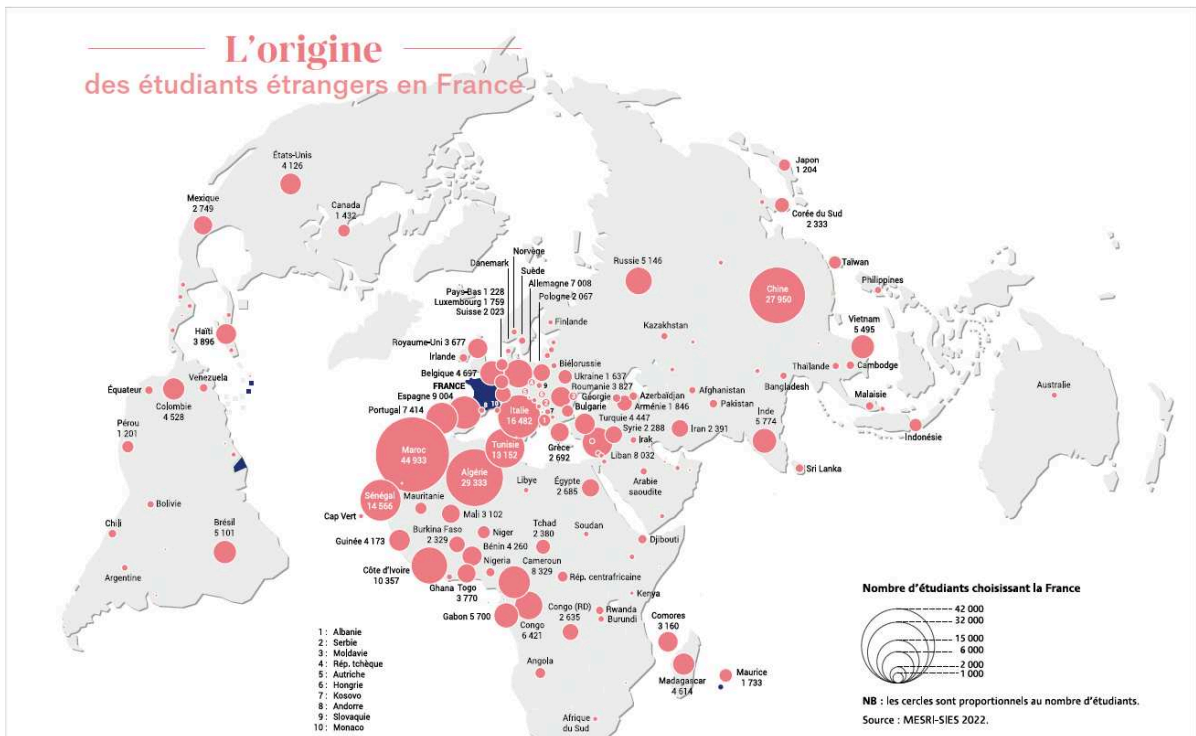 L'origine
des étudiants étrangers en France
États-Unis
4 126
Mexique
2 749
Canada
1 432
Haïti
3 896
Équateur
Venezuela
Colombie
4 528
Pérou
1 201
Bolivie
Chili
Brésil
5 101
Argentine
Norvège
Danemark
Suède
Allemagne 7 008
Pays-Bas 1 228
Pologne 2 067
Luxembourg 1 759
Suisse 2 023
Finlande
Royaume-Uni 3 677
Irlande
Biélorussie
Belgique 4 697
Ukraine 1 637
FRANCE
Roumanie 3 827
Espagne 9 004
Géorgie
Azerbaïdjan
Portugal 7 414
Italie
16 482
Bulgarie
Arménie 1 846
Turquie 4 447
Grèce
2 692
Syrie 2 288
Irak
Liban 8 032
Russie 5 146
Kazakhstan
Chine
27 950
Japon
1 204
Corée du Sud
2 333
Taïwan
Philippines
Vietnam
5 495
Thaïlande
Cambodge
Bangladesh
Afghanistan
Pakistan
Inde
5 774
Iran 2 391
Malaisie
Indonésie
Sri Lanka
Australie
Maroc
44 933
Tunisie
13 152
Algérie
29 333
Libye
Égypte
2 685
Arabie
saoudite
Sénégal
14 566
Mauritanie
Cap Vert
Mali 3 102
Burkina Faso
2 329
Niger
Tchad
2 380
Soudan
Djibouti
Guinée 4 173
Bénin 4 260
Nigeria
Cameroun
8 329
Côte d'Ivoire
10 357
Ghana
Togo
3 770
Rép. centrafricaine
Kenya
Gabon 5 700
Congo
6 421
Congo (RD)
2 635
Rwanda
Burundi
Comores
3 160
Angola
Madagascar
4 614
Maurice
1 733
Afrique
du Sud
1 : Albanie
2 : Serbie
3 : Moldavie
4 : Rép. tchèque
5 : Autriche
6 : Hongrie
7 : Kosovo
8 : Andorre
9 : Slovaquie
10 : Monaco
Nombre d'étudiants choisissant la France
42 000
32 000
15 000
6 000
2 000
1 000
NB : les cercles sont proportionnels au nombre d'étudiants.
Source : MESRI-SIES 2022.